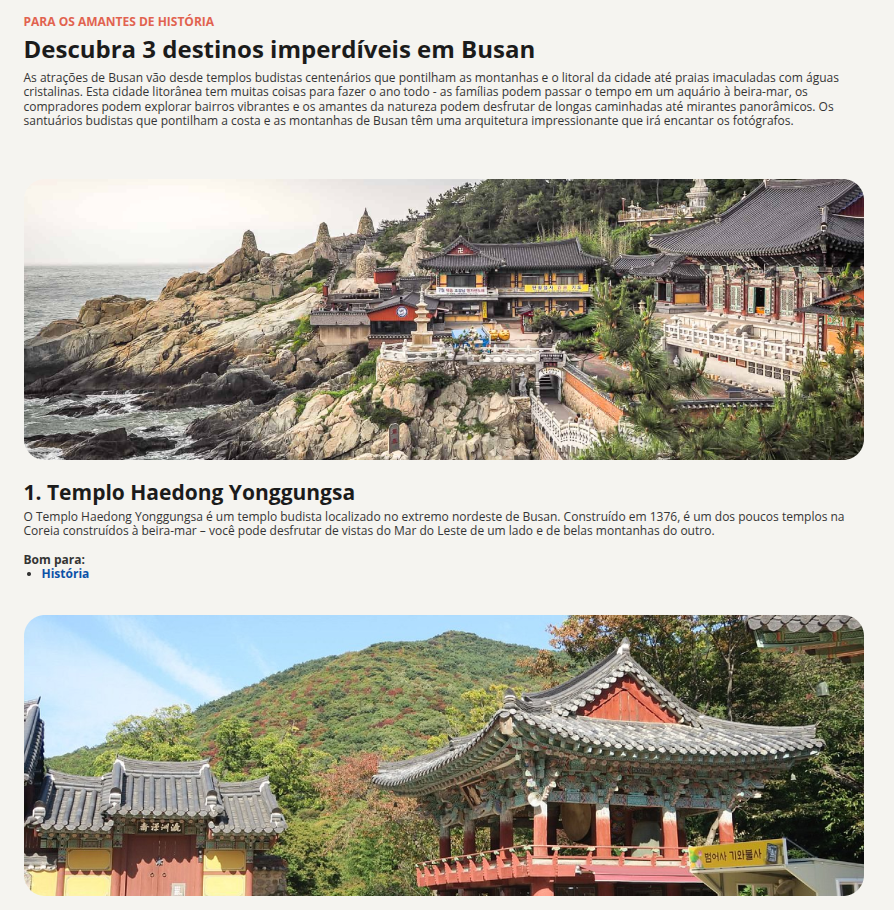 PARA OS AMANTES DE HISTÓRIA
Descubra 3 destinos imperdíveis em Busan
As atrações de Busan vão desde templos budistas centenários que pontilham as montanhas e o litoral da cidade até praias imaculadas com águas
cristalinas. Esta cidade litorânea tem muitas coisas para fazer o ano todo - as famílias podem passar o tempo em um aquário à beira-mar, os
compradores podem explorar bairros vibrantes e os amantes da natureza podem desfrutar de longas caminhadas até mirantes panorâmicos. Os
santuários budistas que pontilham a costa e as montanhas de Busan têm uma arquitetura impressionante que irá encantar os fotógrafos.
1. Templo Haedong Yonggungsa
O Templo Haedong Yonggungsa é um templo budista localizado no extremo nordeste de Busan. Construído em 1376, é um dos poucos templos na
Coreia construídos à beira-mar – você pode desfrutar de vistas do Mar do Leste de um lado e de belas montanhas do outro.
Bom para:
• História
범어사 기와불사